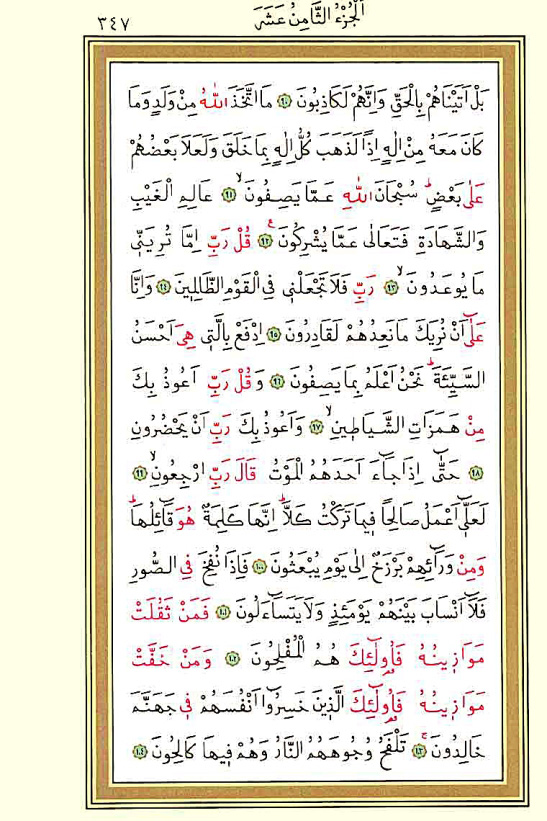 ٣٤٧ اَلْجُزْءُ الثَّامِنُ عَشَرَ
بَلْ اَتَيْنَاهُمْ بِالْحَقِّ وَاِنَّهُمْ لَكَاذِبُونَ ٩٠ مَا اتَّخَذَ اللّٰهُ مِنْ وَلَدٍ وَمَا
كَانَ مَعَهُ مِنْ اِلٰهٍ اِذًا لَذَهَبَ كُلُّ اِلٰهٍ بِمَا خَلَقَ وَلَعَلَا بَعْضُهُمْ
عَلٰى بَعْضٍۜ سُبْحَانَ اللّٰهِ عَمَّا يَصِفُونَۙ ٩١ عَالِمِ الْغَيْبِ
وَالشَّهَادَةِ فَتَعَالٰى عَمَّا يُشْرِكُونَ۟ ٩٢ قُلْ رَبِّ اِمَّا تُرِيَنّ۪ي
مَا يُوعَدُونَۙ ٩٣ رَبِّ فَلَا تَجْعَلْن۪ي فِي الْقَوْمِ الظَّالِم۪ينَ ٩٤ وَاِنَّا
عَلٰٓى اَنْ نُرِيَكَ مَا نَعِدُهُمْ لَقَادِرُونَ ٩٥ اِدْفَعْ بِالَّت۪ي هِيَ اَحْسَنُ
السَّيِّئَةَۜ نَحْنُ اَعْلَمُ بِمَا يَصِفُونَ ٩٦ وَقُلْ رَبِّ اَعُوذُ بِكَ
مِنْ هَمَزَاتِ الشَّيَاط۪ينِۙ ٩٧ وَاَعُوذُ بِكَ رَبِّ اَنْ يَحْضُرُونِ
٩٨ حَتّٰٓى اِذَا جَٓاءَ اَحَدَهُمُ الْمَوْتُ قَالَ رَبِّ ارْجِعُونِۙ ٩٩
لَعَلّ۪ٓي اَعْمَلُ صَالِحًا ف۪يمَا تَرَكْتُ كَلَّاۜ اِنَّهَا كَلِمَةٌ هُوَ قَٓائِلُهَاۜ
وَمِنْ وَرَٓائِهِمْ بَرْزَخٌ اِلٰى يَوْمِ يُبْعَثُونَ ١٠٠ فَاِذَا نُفِخَ فِي الصُّورِ
فَلَٓا اَنْسَابَ بَيْنَهُمْ يَوْمَئِذٍ وَلَا يَتَسَٓاءَلُونَ ١٠١ فَمَنْ ثَقُلَتْ
مَوَاز۪ينُهُ فَاُو۬لٰٓئِكَ هُمُ الْمُفْلِحُونَ ١٠٢ وَمَنْ خَفَّتْ
مَوَاز۪ينُهُ فَاُو۬لٰٓئِكَ الَّذ۪ينَ خَسِرُٓوا اَنْفُسَهُمْ ف۪ي جَهَنَّمَ
خَالِدُونَۚ ١٠٣ تَلْفَحُ وُجُوهَهُمُ النَّارُ وَهُمْ ف۪يهَا كَالِحُونَ ١٠٤